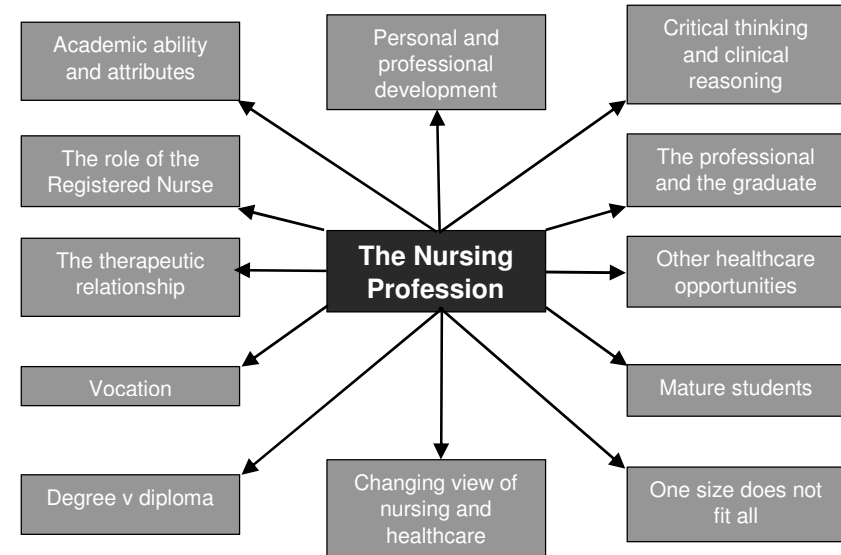 Academic ability
and attributes
Personal and
professional
development
Critical thinking
and clinical
reasoning
The role of the
Registered Nurse
The professional
and the graduate
The Nursing
Profession
The therapeutic
relationship
Other healthcare
opportunities
Vocation
Mature students
Degree v diploma
Changing view of
nursing and
healthcare
One size does not
fit all